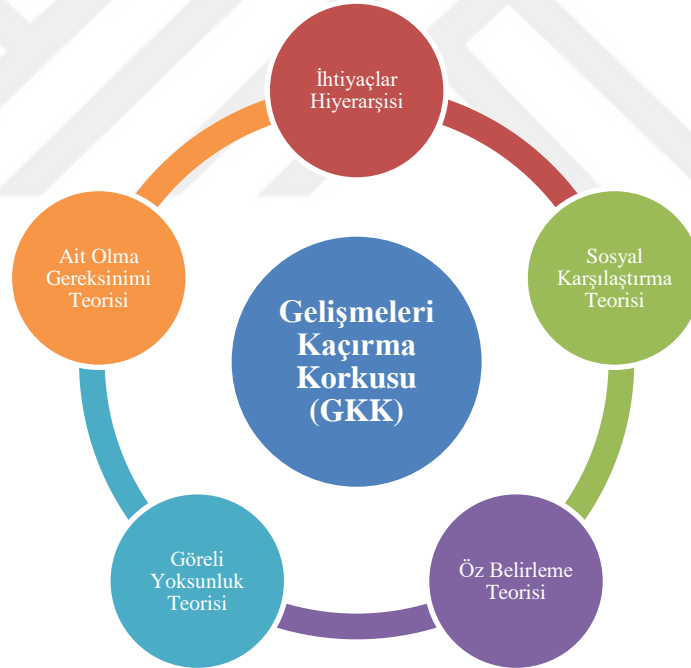 İhtiyaçlar
Hiyerarşisi
Sosyal
Karşılaştırma
Teorisi
Öz Belirleme
Teorisi
Göreli
Yoksunluk
Teorisi
Ait Olma
Gereksinimi
Teorisi
Gelişmeleri
Kaçırma
Korkusu
(GKK)